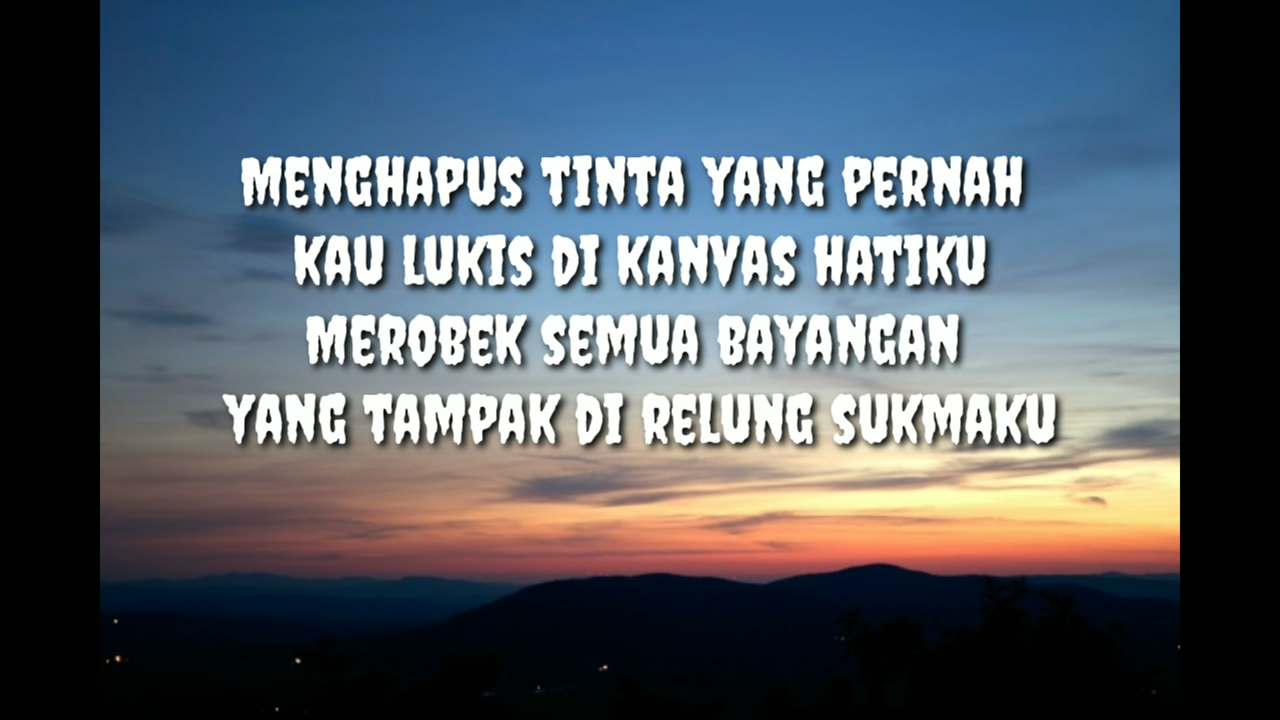 MENGHAPUS TINTA YANG PERNAH
KAU LUKIS DI KANVAS HATIKU
MEROBEK SEMUA BAYANGAN
YANG TAMPAK DI RELUNG SUKMAKU